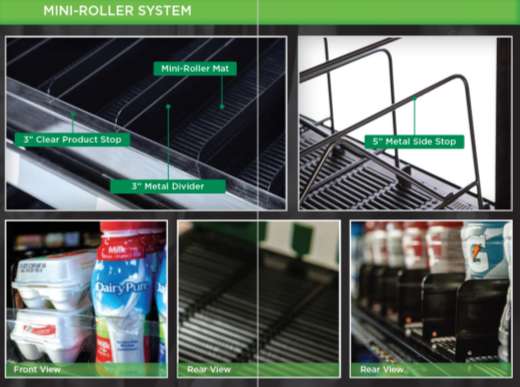 MINI-ROLLER SYSTEM
Mini-Roller Mat
3" Clear Product Stop
3" Metal Divider
5" Metal Side Stop
Milk
DairyPure
Milk
G
Front View
Rear View
Rear View